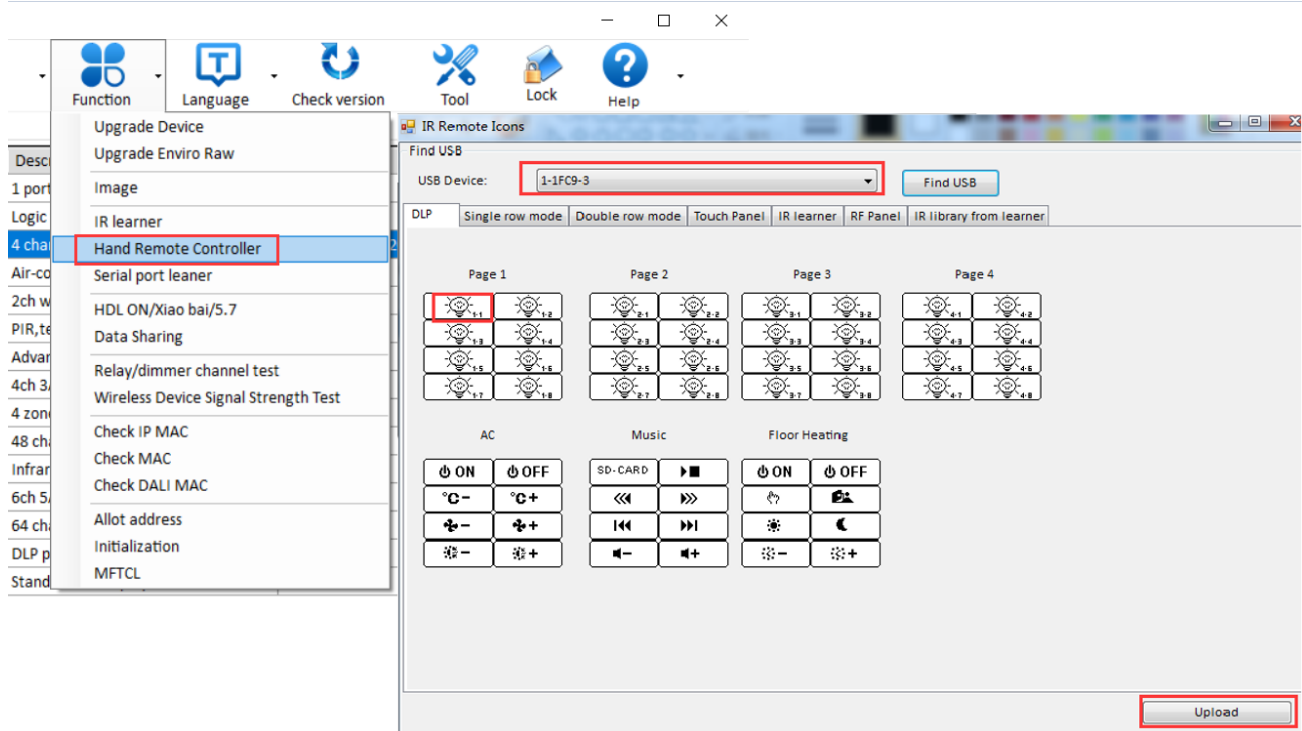 Function Language Check version Tool Lock Help
Upgrade Device
Upgrade Enviro Raw
Image
IR learner
Hand Remote Controller
Serial port leaner
HDL ON/Xiao bai/5.7
Data Sharing
Relay/dimmer channel test
Wireless Device Signal Strength Test
Check IP MAC
Check MAC
Check DALI MAC
Allot address
Initialization
MFTCL
Desc
1 port
Logic
4 cha 2
Air-co
2ch w
PIR,te
Advar
4ch 3
4 zon
48 ch
Infrar
6ch 5
64 ch
DLP p
Stand
IR Remote Icons
Find USB
USB Device: 1-1FC9-3 Find USB
DLP Single row mode Double row mode Touch Panel IR learner RF Panel IR library from learner
Page 1 Page 2 Page 3 Page 4
1-1 1-2 2-1 2-2 3-1 3-2 4-1 4-2
1-3 1-4 2-3 2-4 3-3 3-4 4-3 4-4
1-5 1-6 2-5 2-6 3-5 3-6 4-5 4-6
1-7 1-8 2-7 2-8 3-7 3-8 4-7 4-8
AC Music Floor Heating
ON OFF SD-CARD ON OFF
°C- °C+
- +
- + - + - +
Upload